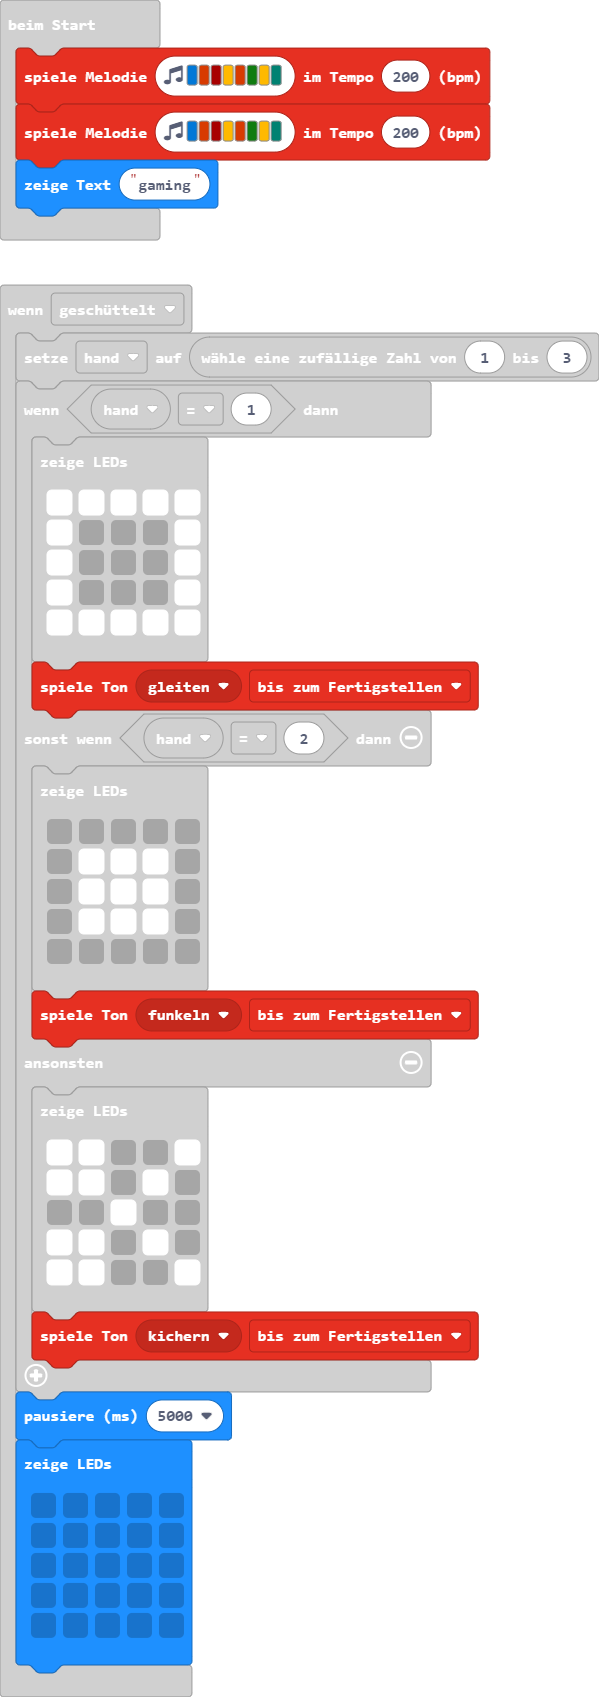 beim Start
spiele Melodie im Tempo 200 (bpm)
spiele Melodie im Tempo 200 (bpm)
zeige Text "gaming"
wenn geschüttelt
setze hand auf wähle eine zufällige Zahl von 1 bis 3
wenn hand = 1 dann
zeige LEDs
spiele Ton gleiten bis zum Fertigstellen
sonst wenn hand = 2 dann
zeige LEDs
spiele Ton funkeln bis zum Fertigstellen
ansonsten
zeige LEDs
spiele Ton kichern bis zum Fertigstellen
pausiere (ms) 5000
zeige LEDs